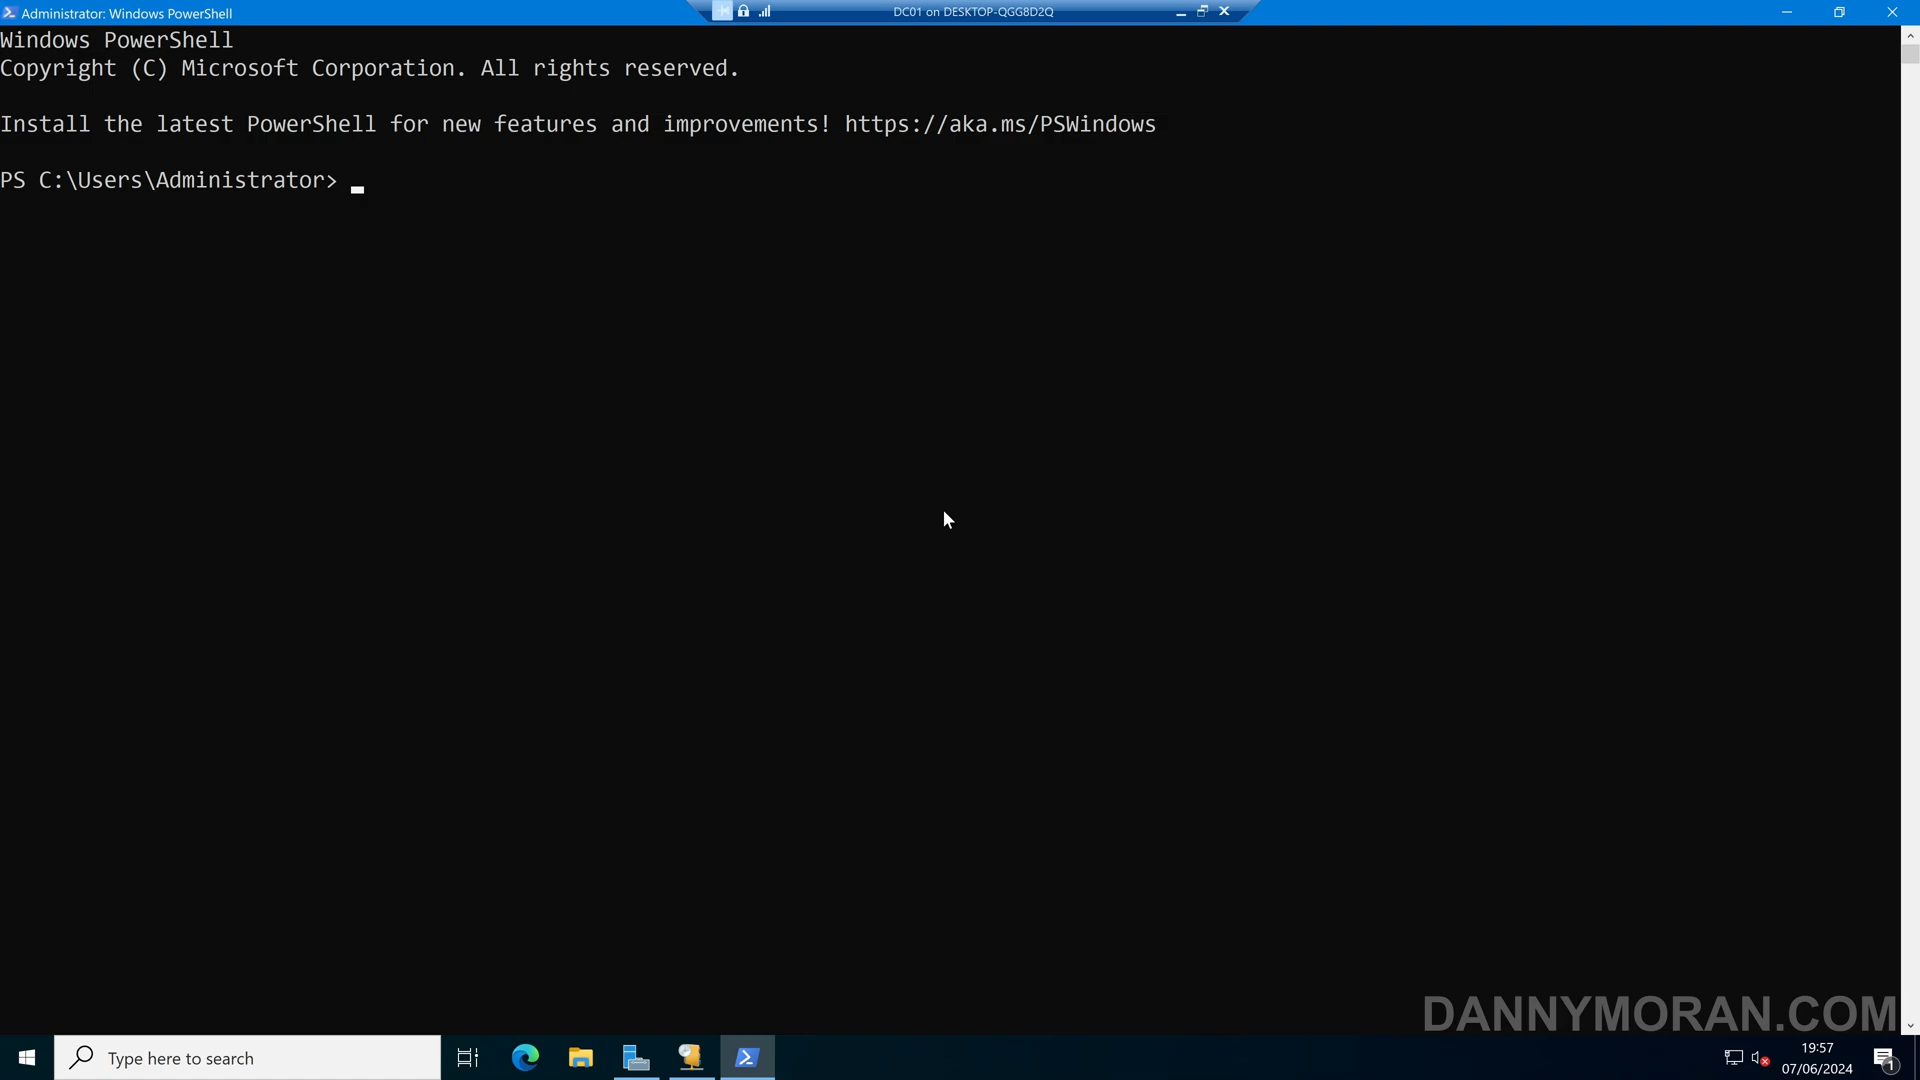 Administrator: Windows PowerShell
DC01 on DESKTOP-QGG8D2Q
Windows PowerShell
Copyright (C) Microsoft Corporation. All rights reserved.
Install the latest PowerShell for new features and improvements! https://aka.ms/PSWindows
PS C:\Users\Administrator>
DANNYMORAN.COM
Type here to search
19:57
07/06/2024
1